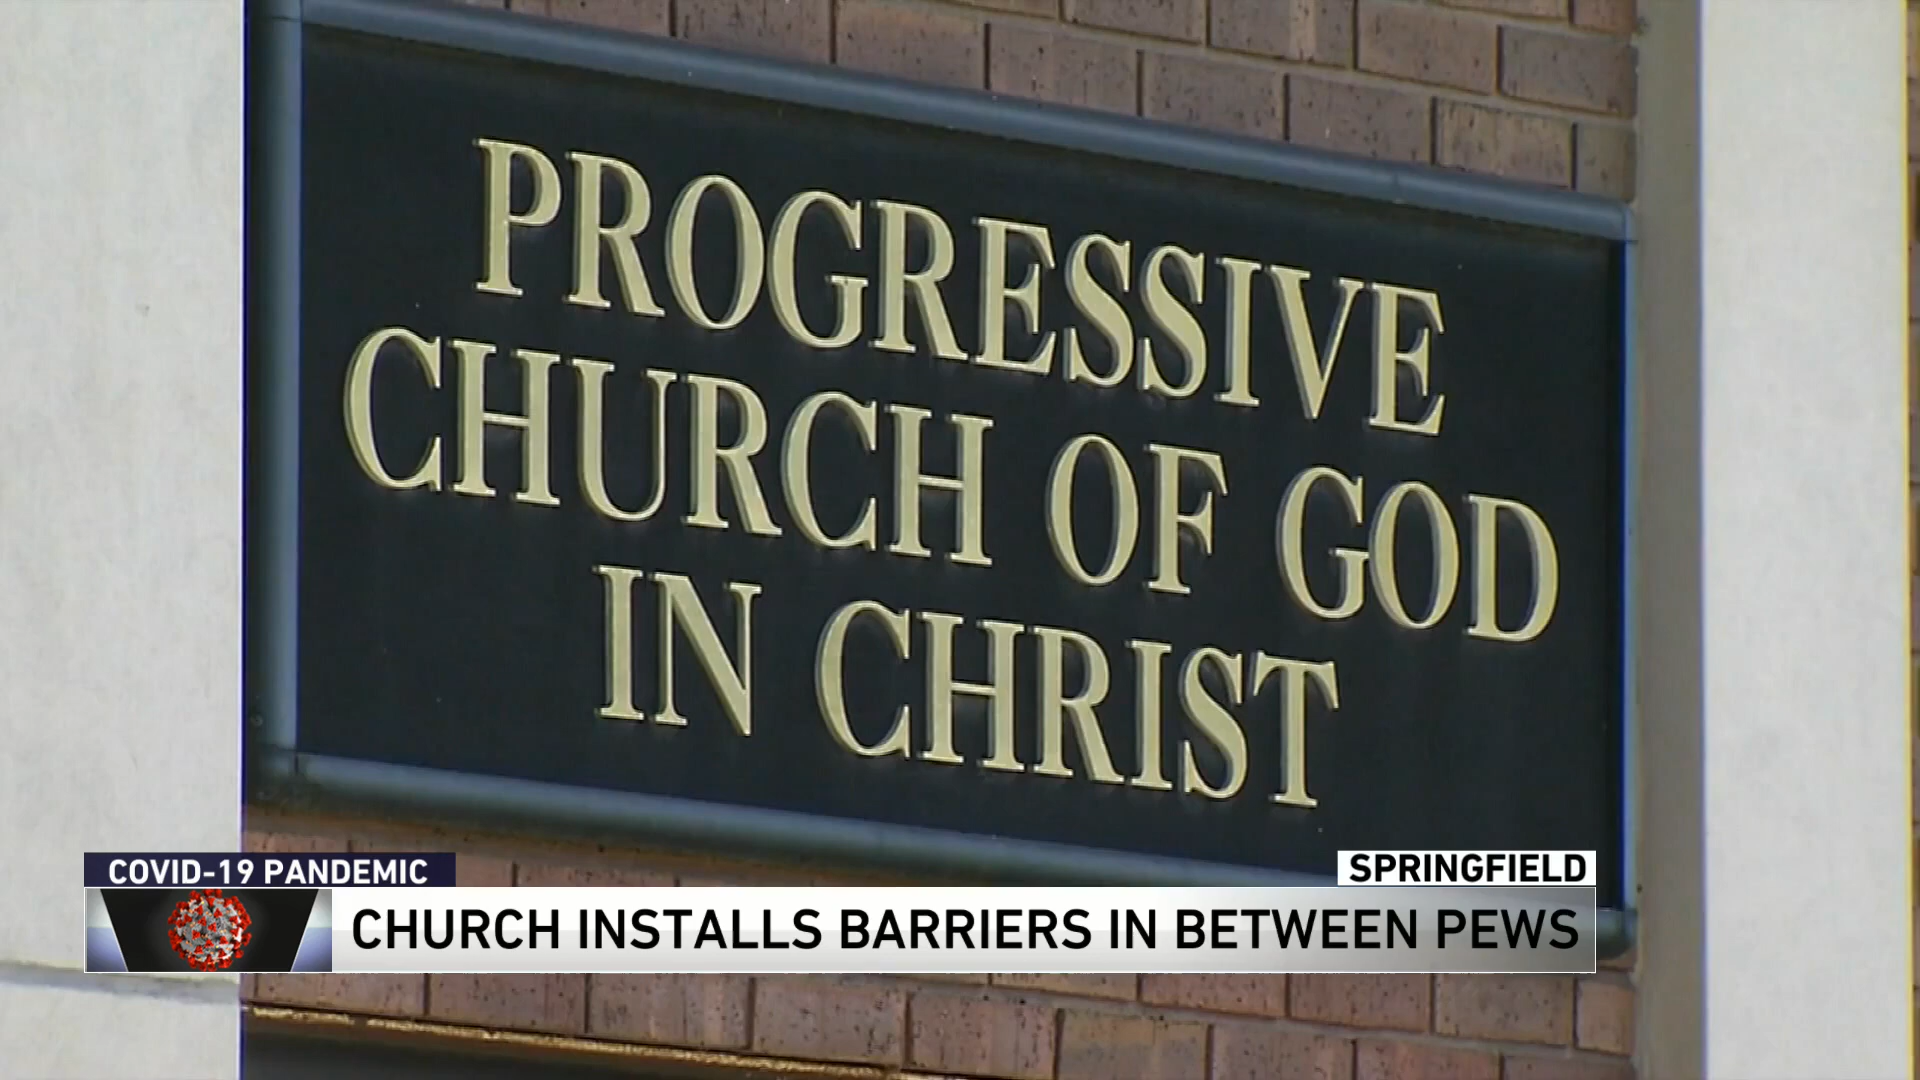 PROGRESSIVE
CHURCH OF GOD
IN CHRIST
COVID-19 PANDEMIC
SPRINGFIELD
CHURCH INSTALLS BARRIERS IN BETWEEN PEWS